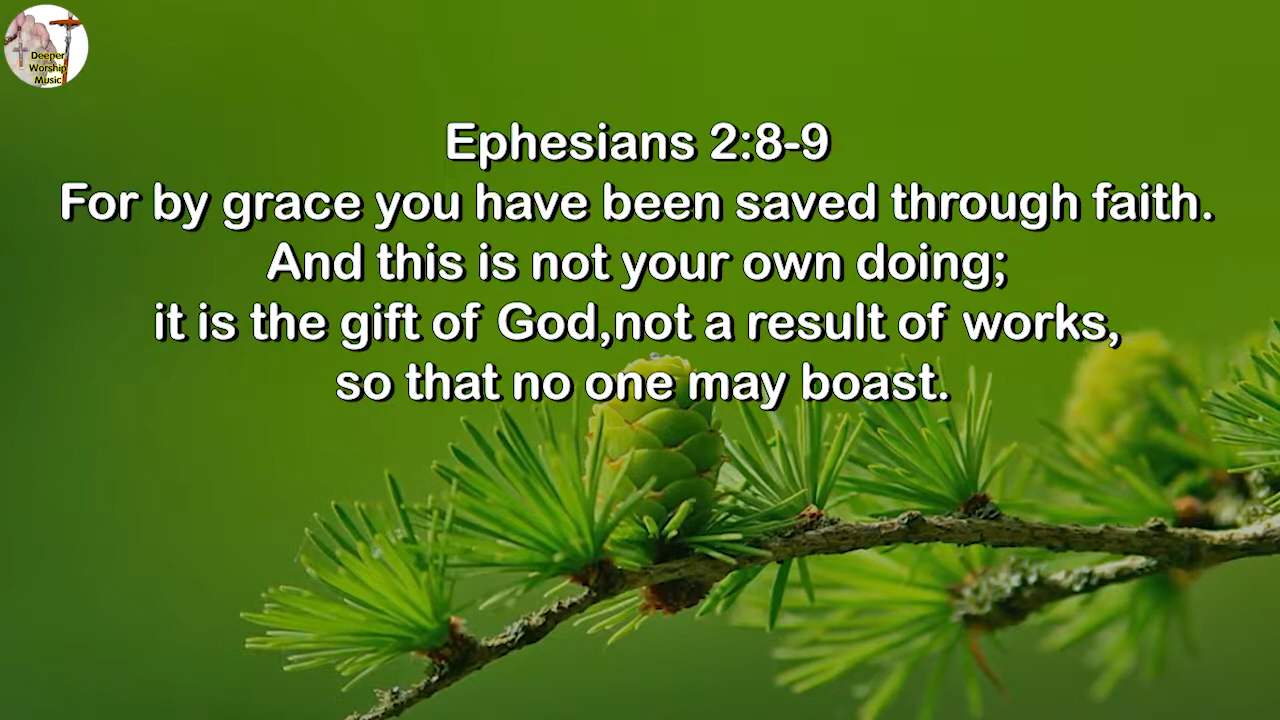 Deeper
Worship
Music
Ephesians 2:8-9
For by grace you have been saved through faith.
And this is not your own doing;
it is the gift of God,not a result of works,
so that no one may boast.